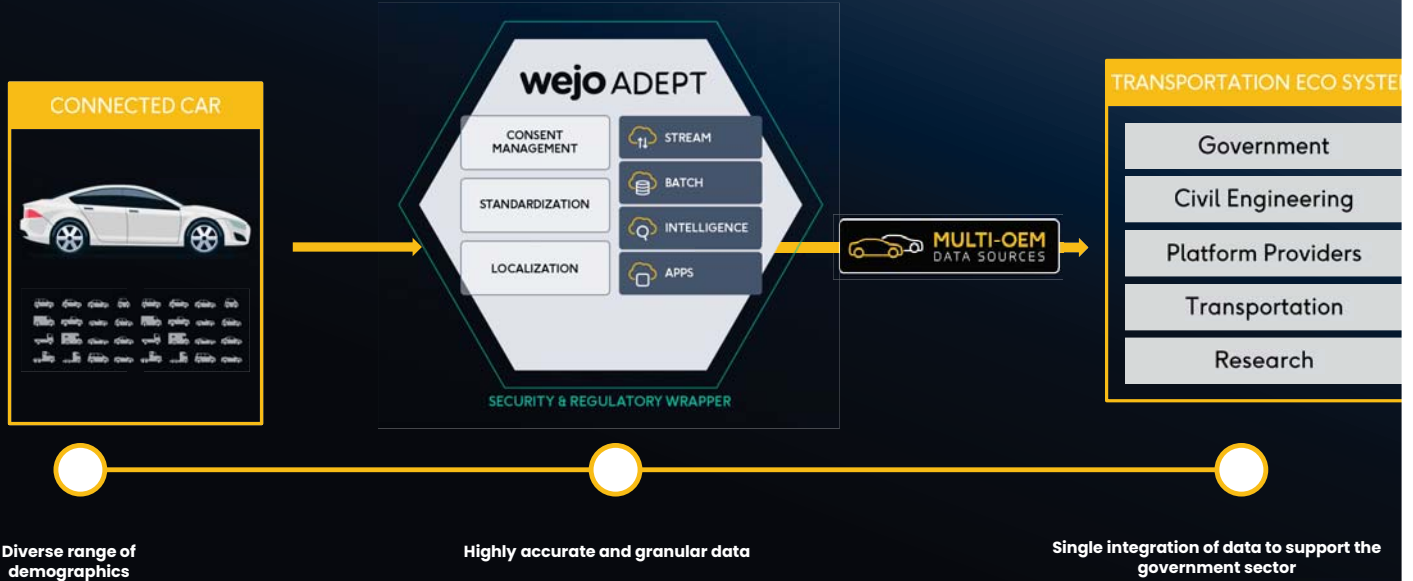 CONNECTED CAR
wejo ADEPT
CONSENT
MANAGEMENT
STANDARDIZATION
LOCALIZATION
STREAM
BATCH
INTELLIGENCE
APPS
SECURITY & REGULATORY WRAPPER
MULTI-OEM
DATA SOURCES
TRANSPORTATION ECO SYSTE
Government
Civil Engineering
Platform Providers
Transportation
Research
Diverse range of
demographics
Highly accurate and granular data
Single integration of data to support the
government sector